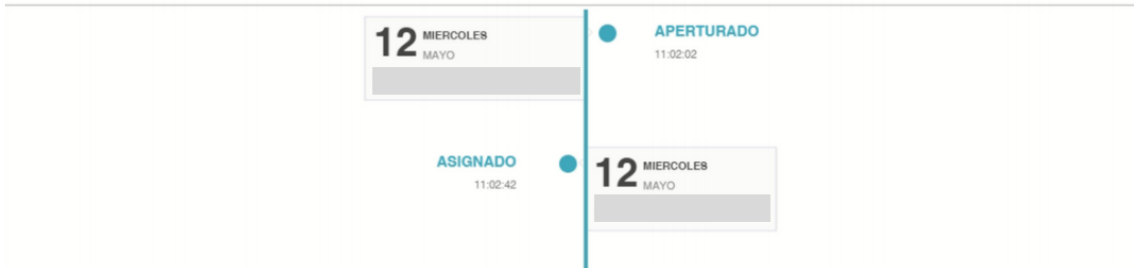 12 MIERCOLES
MAYO
APERTURADO
11:02:02
ASIGNADO
11:02:42
12 MIERCOLES
MAYO